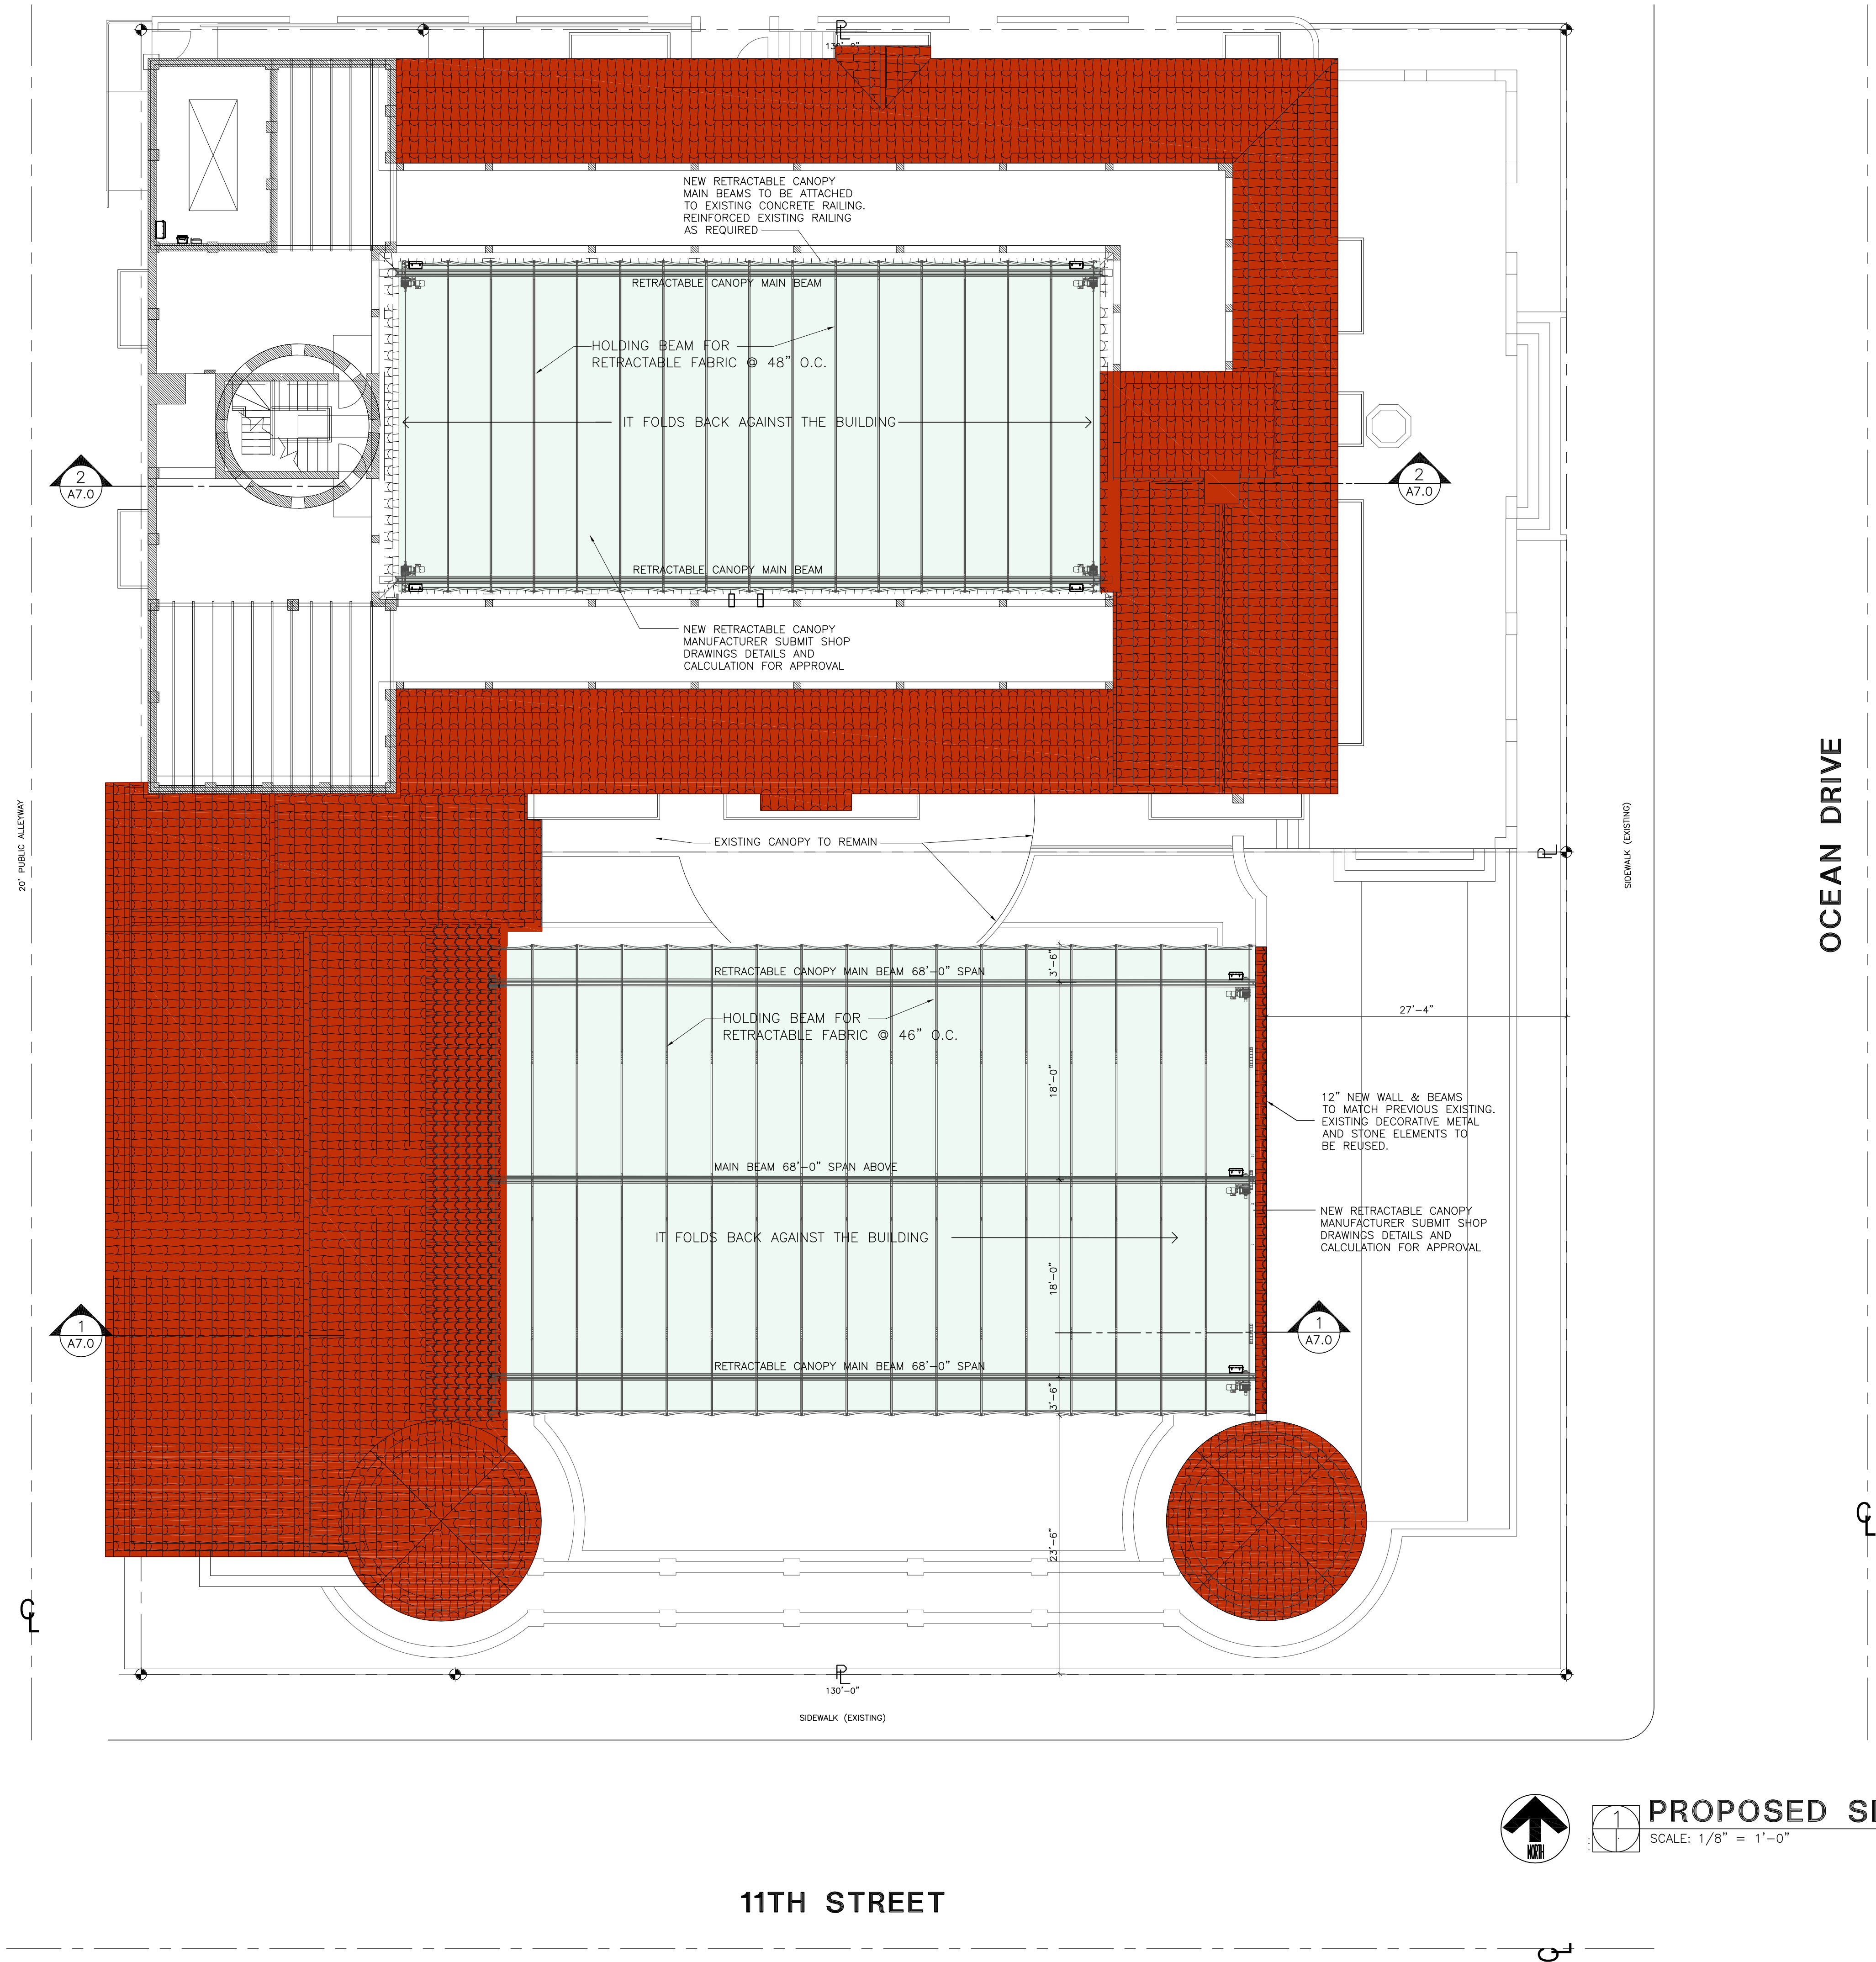 130'-0"
NEW RETRACTABLE CANOPY
MAIN BEAMS TO BE ATTACHED
TO EXISTING CONCRETE RAILING.
REINFORCED EXISTING RAILING
AS REQUIRED
RETRACTABLE CANOPY MAIN BEAM
HOLDING BEAM FOR
RETRACTABLE FABRIC @ 48" O.C.
IT FOLDS BACK AGAINST THE BUILDING
2
A7.0
2
A7.0
RETRACTABLE CANOPY MAIN BEAM
NEW RETRACTABLE CANOPY
MANUFACTURER SUBMIT SHOP
DRAWINGS DETAILS AND
CALCULATION FOR APPROVAL
20' PUBLIC ALLEYWAY
EXISTING CANOPY TO REMAIN
SIDEWALK (EXISTING)
OCEAN DRIVE
RETRACTABLE CANOPY MAIN BEAM 68'-0" SPAN
3'-6"
HOLDING BEAM FOR
RETRACTABLE FABRIC @ 46" O.C.
27'-4"
18'-0"
12" NEW WALL & BEAMS
TO MATCH PREVIOUS EXISTING.
EXISTING DECORATIVE METAL
AND STONE ELEMENTS TO
BE REUSED.
MAIN BEAM 68'-0" SPAN ABOVE
NEW RETRACTABLE CANOPY
MANUFACTURER SUBMIT SHOP
DRAWINGS DETAILS AND
CALCULATION FOR APPROVAL
IT FOLDS BACK AGAINST THE BUILDING
18'-0"
1
A7.0
1
A7.0
RETRACTABLE CANOPY MAIN BEAM 68'-0" SPAN
3'-6"
23'-6"
130'-0"
SIDEWALK (EXISTING)
NORTH
1
PROPOSED
SCALE: 1/8" = 1'-0"
11TH STREET